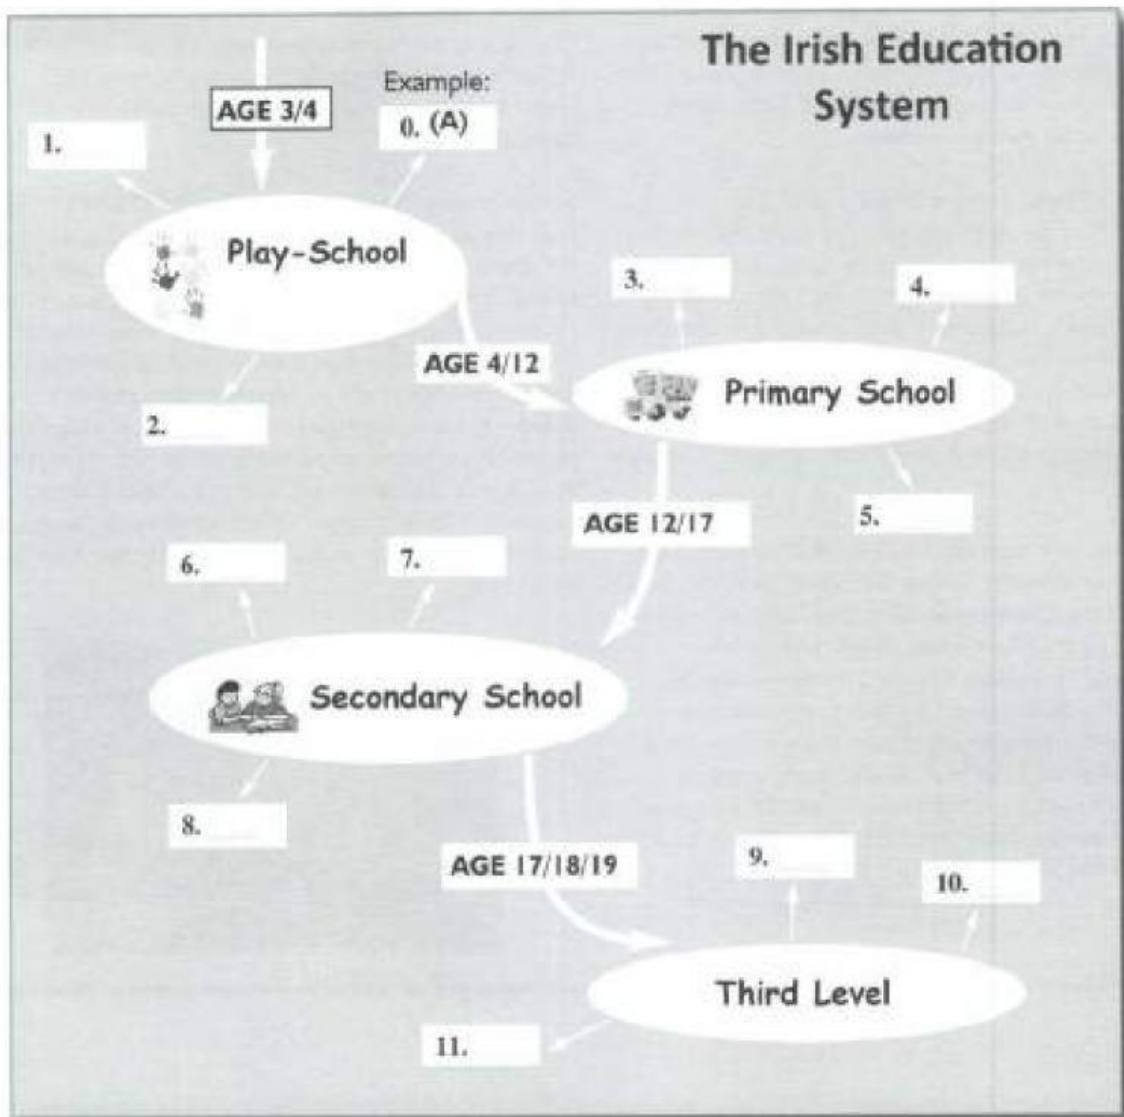 The Irish Education
System
Example:
AGE 3/4
0. (A)
1.
Play-School
3.
4.
AGE 4/12
Primary School
2.
5.
AGE 12/17
6.
7.
Secondary School
8.
AGE 17/18/19
9.
10.
Third Level
11.